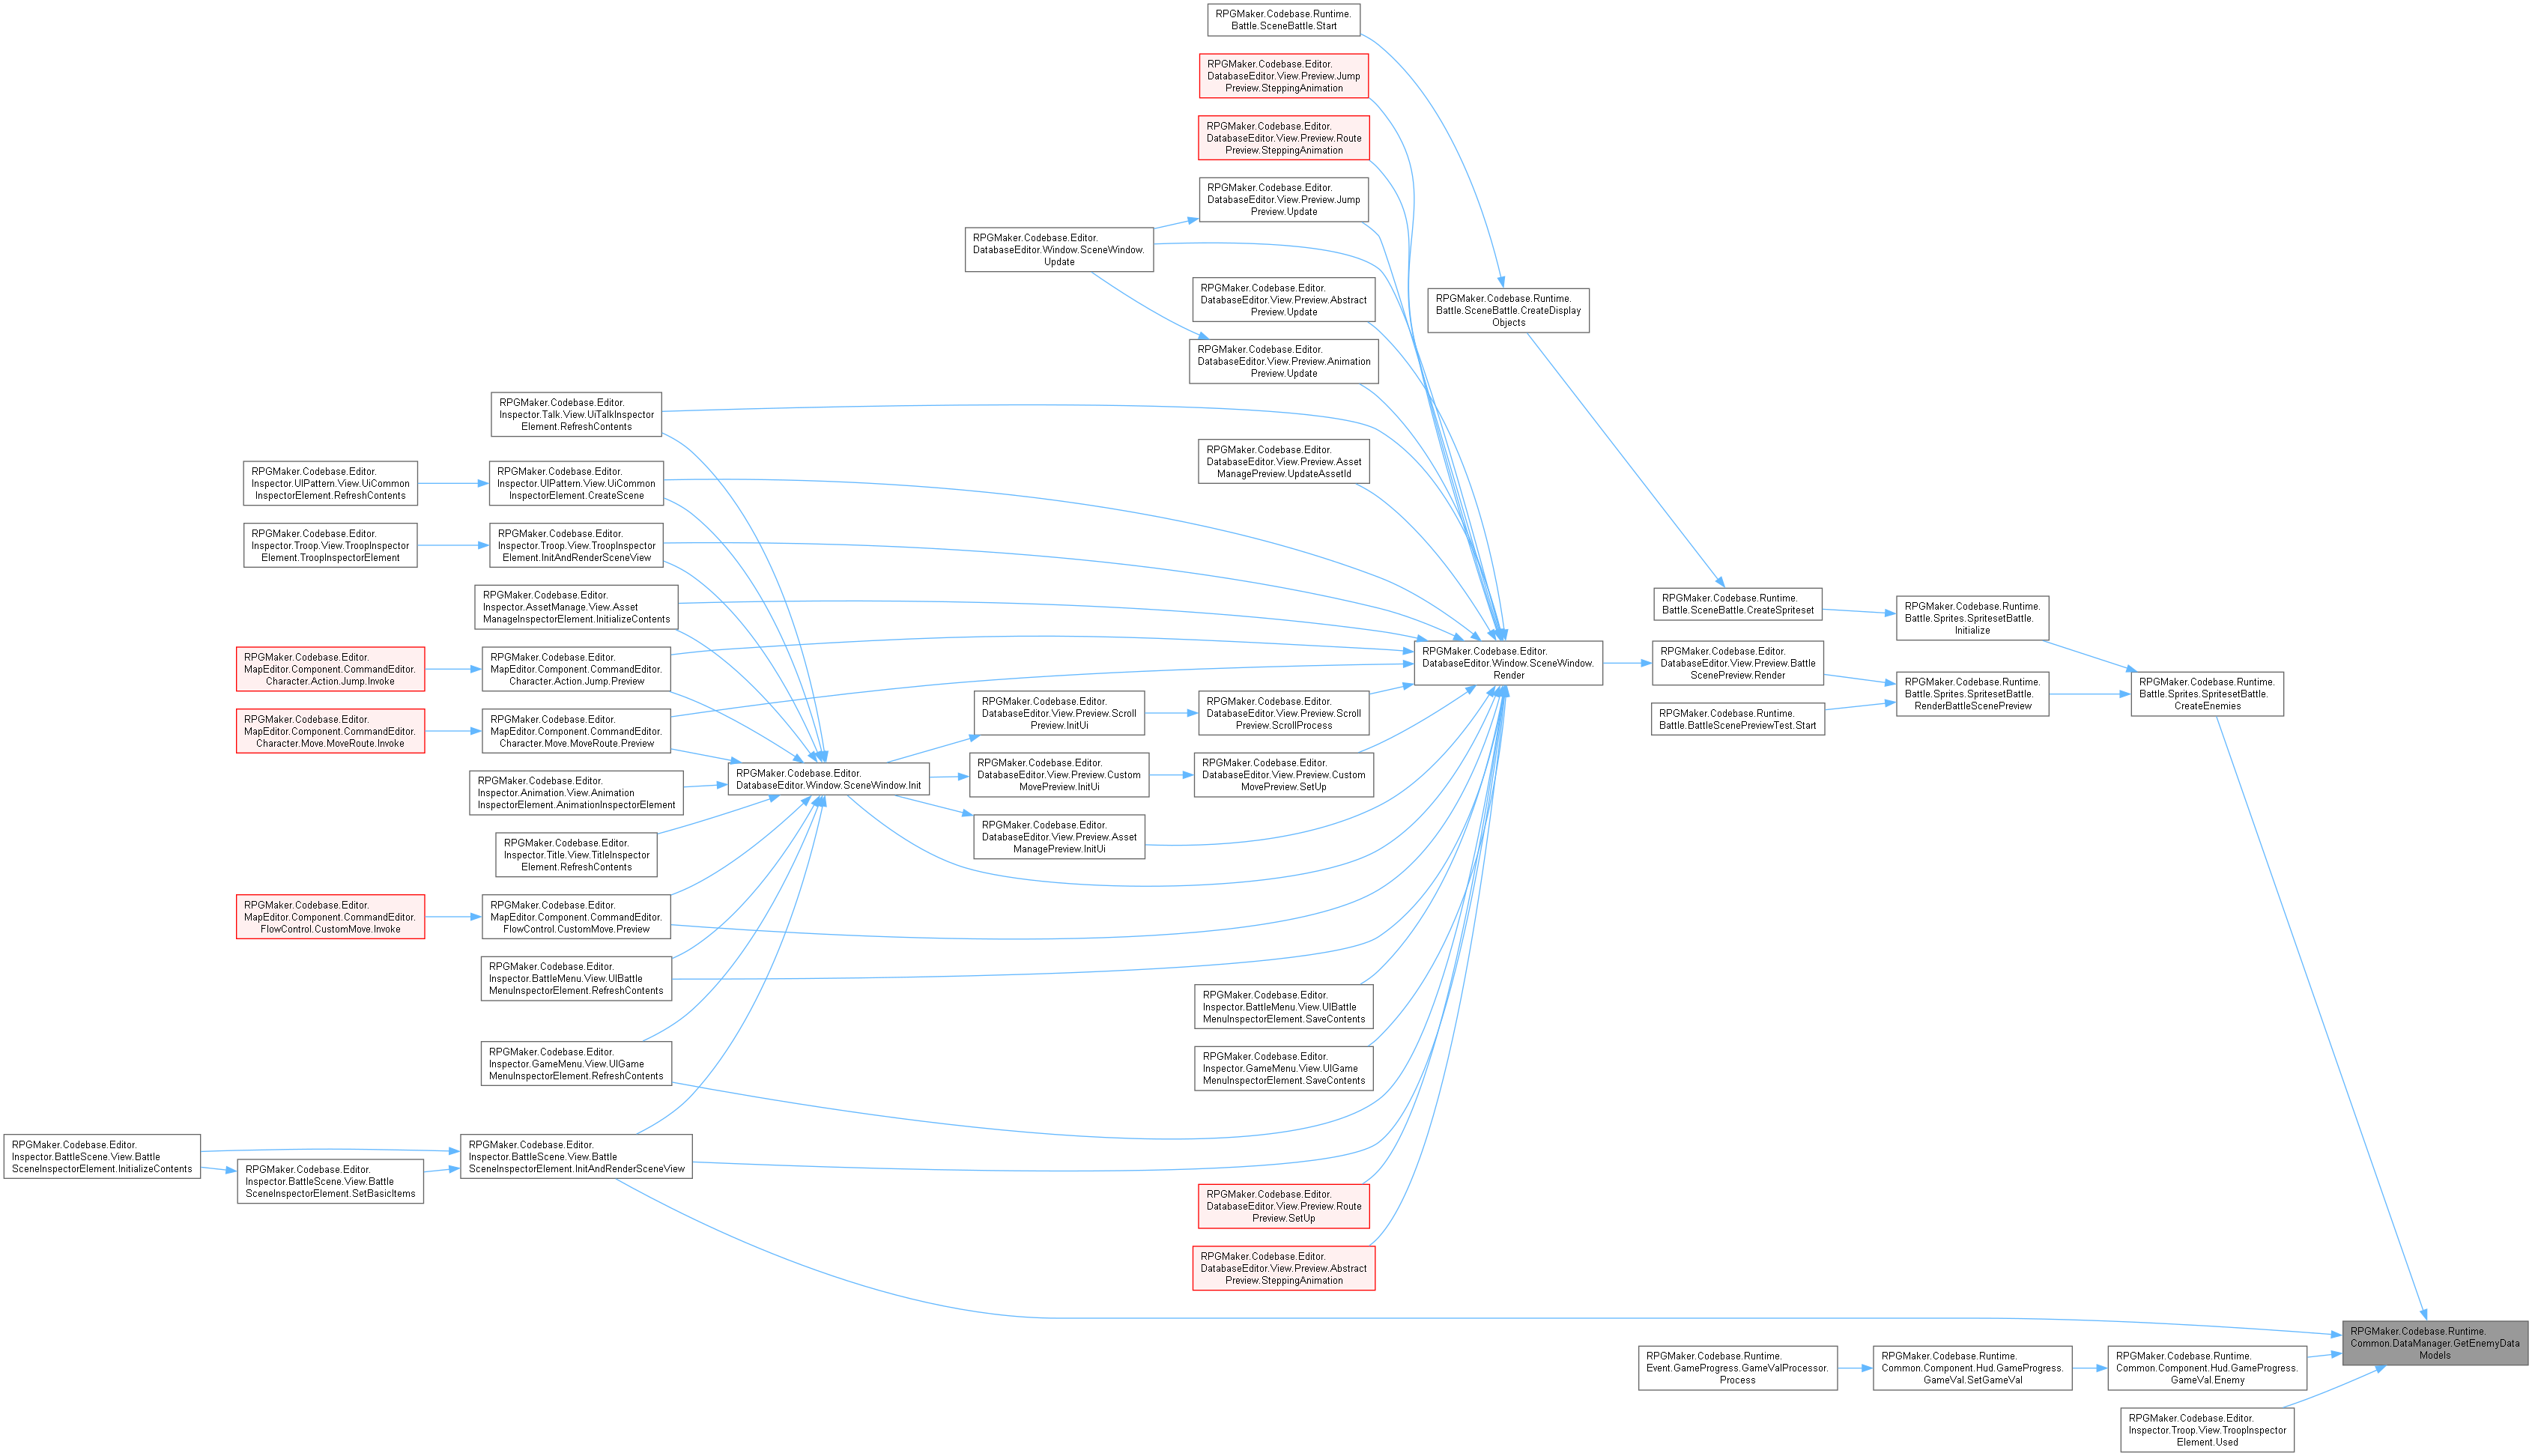 RPGMaker.Codebase.Runtime.
Battle.SceneBattle.Start
RPGMaker.Codebase.Editor.
DatabaseEditor.View.Preview.Jump
Preview.SteppingAnimation
RPGMaker.Codebase.Editor.
DatabaseEditor.View.Preview.Route
Preview.SteppingAnimation
RPGMaker.Codebase.Editor.
DatabaseEditor.View.Preview.Jump
Preview.Update
RPGMaker.Codebase.Editor.
DatabaseEditor.Window.SceneWindow.
Update
RPGMaker.Codebase.Editor.
DatabaseEditor.View.Preview.Abstract
Preview.Update
RPGMaker.Codebase.Runtime.
Battle.SceneBattle.CreateDisplay
Objects
RPGMaker.Codebase.Editor.
DatabaseEditor.View.Preview.Animation
Preview.Update
RPGMaker.Codebase.Editor.
Inspector.Talk.View.UiTalkInspector
Element.RefreshContents
RPGMaker.Codebase.Editor.
DatabaseEditor.View.Preview.Asset
ManagePreview.UpdateAssetId
RPGMaker.Codebase.Editor.
Inspector.UIPattern.View.UiCommon
InspectorElement.RefreshContents
RPGMaker.Codebase.Editor.
Inspector.UIPattern.View.UiCommon
InspectorElement.CreateScene
RPGMaker.Codebase.Editor.
Inspector.Troop.View.TroopInspector
Element.TroopInspectorElement
RPGMaker.Codebase.Editor.
Inspector.Troop.View.TroopInspector
Element.InitAndRenderSceneView
RPGMaker.Codebase.Editor.
Inspector.AssetManage.View.Asset
ManageInspectorElement.InitializeContents
RPGMaker.Codebase.Runtime.
Battle.SceneBattle.CreateSpriteset
RPGMaker.Codebase.Runtime.
Battle.Sprites.SpritesetBattle.
Initialize
RPGMaker.Codebase.Editor.
MapEditor.Component.CommandEditor.
Character.Action.Jump.Invoke
RPGMaker.Codebase.Editor.
MapEditor.Component.CommandEditor.
Character.Action.Jump.Preview
RPGMaker.Codebase.Editor.
DatabaseEditor.Window.SceneWindow.
Render
RPGMaker.Codebase.Editor.
DatabaseEditor.View.Preview.Battle
ScenePreview.Render
RPGMaker.Codebase.Runtime.
Battle.Sprites.SpritesetBattle.
RenderBattleScenePreview
RPGMaker.Codebase.Runtime.
Battle.Sprites.SpritesetBattle.
CreateEnemies
RPGMaker.Codebase.Editor.
MapEditor.Component.CommandEditor.
Character.Move.MoveRoute.Invoke
RPGMaker.Codebase.Editor.
MapEditor.Component.CommandEditor.
Character.Move.MoveRoute.Preview
RPGMaker.Codebase.Editor.
DatabaseEditor.View.Preview.Scroll
Preview.InitUi
RPGMaker.Codebase.Editor.
DatabaseEditor.View.Preview.Scroll
Preview.ScrollProcess
RPGMaker.Codebase.Runtime.
Battle.BattleScenePreviewTest.Start
RPGMaker.Codebase.Editor.
Inspector.Animation.View.Animation
InspectorElement.AnimationInspectorElement
RPGMaker.Codebase.Editor.
DatabaseEditor.Window.SceneWindow.Init
RPGMaker.Codebase.Editor.
DatabaseEditor.View.Preview.Custom
MovePreview.InitUi
RPGMaker.Codebase.Editor.
DatabaseEditor.View.Preview.Custom
MovePreview.SetUp
RPGMaker.Codebase.Editor.
Inspector.Title.View.TitleInspector
Element.RefreshContents
RPGMaker.Codebase.Editor.
DatabaseEditor.View.Preview.Asset
ManagePreview.InitUi
RPGMaker.Codebase.Editor.
MapEditor.Component.CommandEditor.
FlowControl.CustomMove.Invoke
RPGMaker.Codebase.Editor.
MapEditor.Component.CommandEditor.
FlowControl.CustomMove.Preview
RPGMaker.Codebase.Editor.
Inspector.BattleMenu.View.UIBattle
MenuInspectorElement.RefreshContents
RPGMaker.Codebase.Editor.
Inspector.BattleMenu.View.UIBattle
MenuInspectorElement.SaveContents
RPGMaker.Codebase.Editor.
Inspector.GameMenu.View.UIGame
MenuInspectorElement.RefreshContents
RPGMaker.Codebase.Editor.
Inspector.GameMenu.View.UIGame
MenuInspectorElement.SaveContents
RPGMaker.Codebase.Editor.
Inspector.BattleScene.View.Battle
SceneInspectorElement.InitializeContents
RPGMaker.Codebase.Editor.
Inspector.BattleScene.View.Battle
SceneInspectorElement.SetBasicItems
RPGMaker.Codebase.Editor.
Inspector.BattleScene.View.Battle
SceneInspectorElement.InitAndRenderSceneView
RPGMaker.Codebase.Editor.
DatabaseEditor.View.Preview.Route
Preview.SetUp
RPGMaker.Codebase.Editor.
DatabaseEditor.View.Preview.Abstract
Preview.SteppingAnimation
RPGMaker.Codebase.Runtime.
Common.DataManager.GetEnemyData
Models
RPGMaker.Codebase.Runtime.
Event.GameProgress.GameValProcessor.
Process
RPGMaker.Codebase.Runtime.
Common.Component.Hud.GameProgress.
GameVal.SetGameVal
RPGMaker.Codebase.Runtime.
Common.Component.Hud.GameProgress.
GameVal.Enemy
RPGMaker.Codebase.Editor.
Inspector.Troop.View.TroopInspector
Element.Used